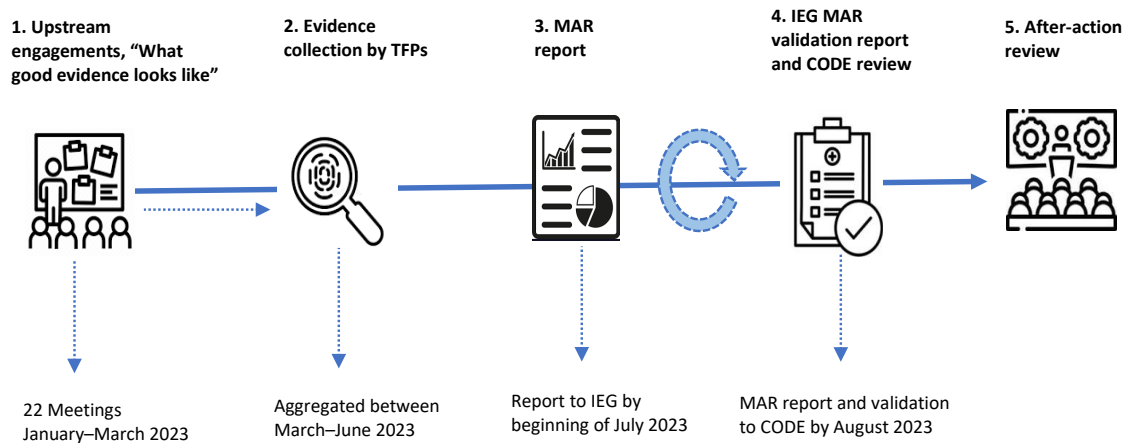 1. Upstream
engagements, “What
good evidence looks like”
2. Evidence
collection by TFPs
3. MAR
report
4. IEG MAR
validation report
and CODE review
5. After-action
review
22 Meetings
January–March 2023
Aggregated between
March–June 2023
Report to IEG by
beginning of July 2023
MAR report and validation
to CODE by August 2023